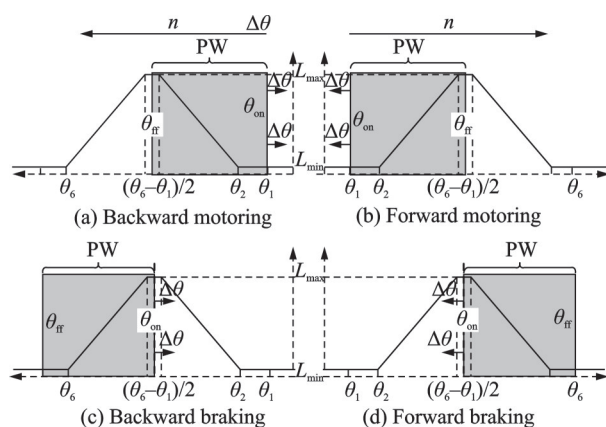 n Δθ n
PW PW
Δθ L_max Δθ
θ_ff θ_on θ_on θ_ff
Δθ Δθ
L_min
θ_6 (θ_6–θ_1)/2 θ_2 θ_1 θ_1 θ_2 (θ_6–θ_1)/2 θ_6
(a) Backward motoring (b) Forward motoring
PW PW
L_max
Δθ Δθ
θ_ff θ_on θ_on θ_ff
Δθ Δθ
L_min
θ_6 (θ_6–θ_1)/2 θ_2 θ_1 θ_1 θ_2 (θ_6–θ_1)/2 θ_6
(c) Backward braking (d) Forward braking